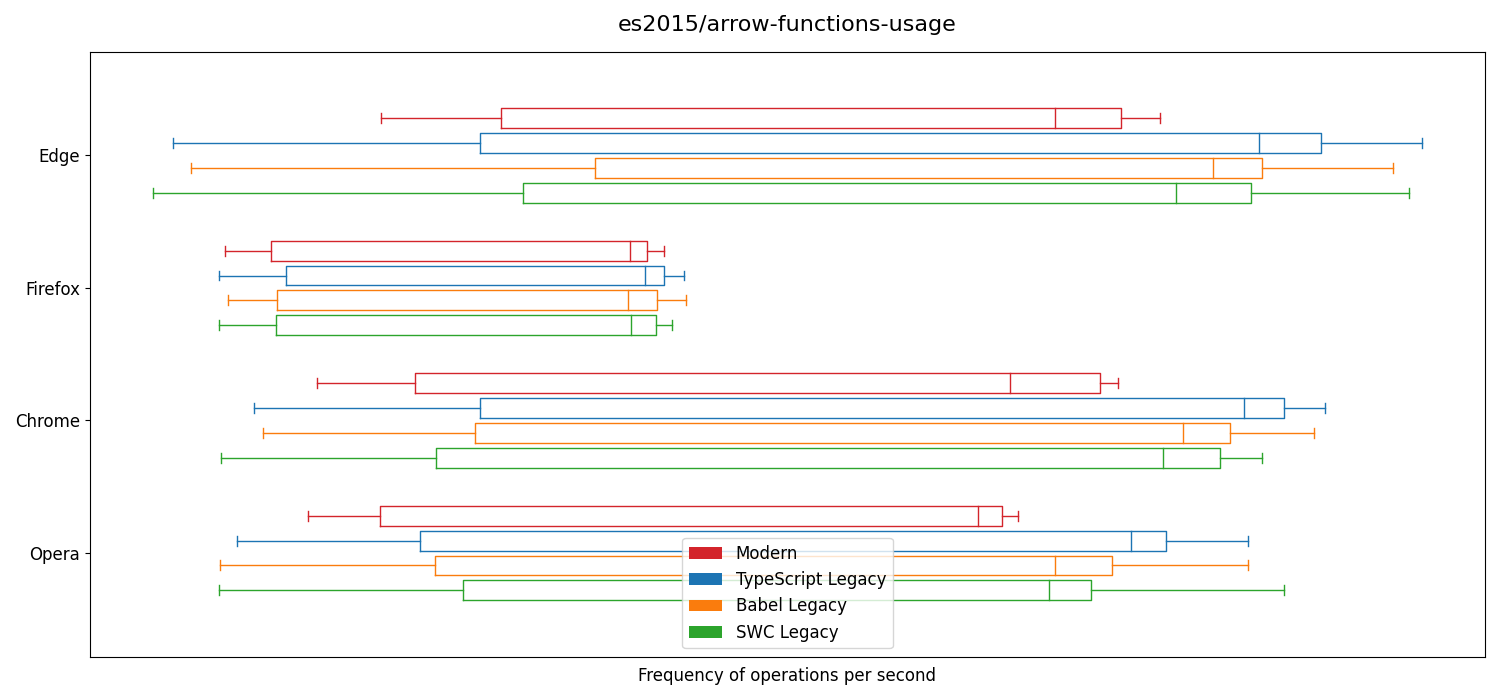 es2015/arrow-functions-usage
Edge
Firefox
Chrome
Opera
Modern
TypeScript Legacy
Babel Legacy
SWC Legacy
Frequency of operations per second